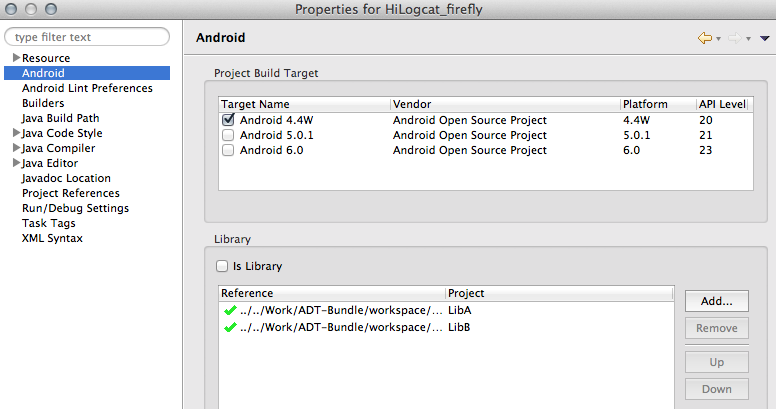 Properties for HiLogcat_firefly
type filter text
Resource
Android
Android Lint Preferences
Builders
Java Build Path
Java Code Style
Java Compiler
Java Editor
Javadoc Location
Project References
Run/Debug Settings
Task Tags
XML Syntax
Android
Project Build Target
Target Name Vendor Platform API Level
Android 4.4W Android Open Source Project 4.4W 20
Android 5.0.1 Android Open Source Project 5.0.1 21
Android 6.0 Android Open Source Project 6.0 23
Library
Is Library
Reference Project
../../Work/ADT-Bundle/workspace/... LibA
../../Work/ADT-Bundle/workspace/... LibB
Add...
Remove
Up
Down